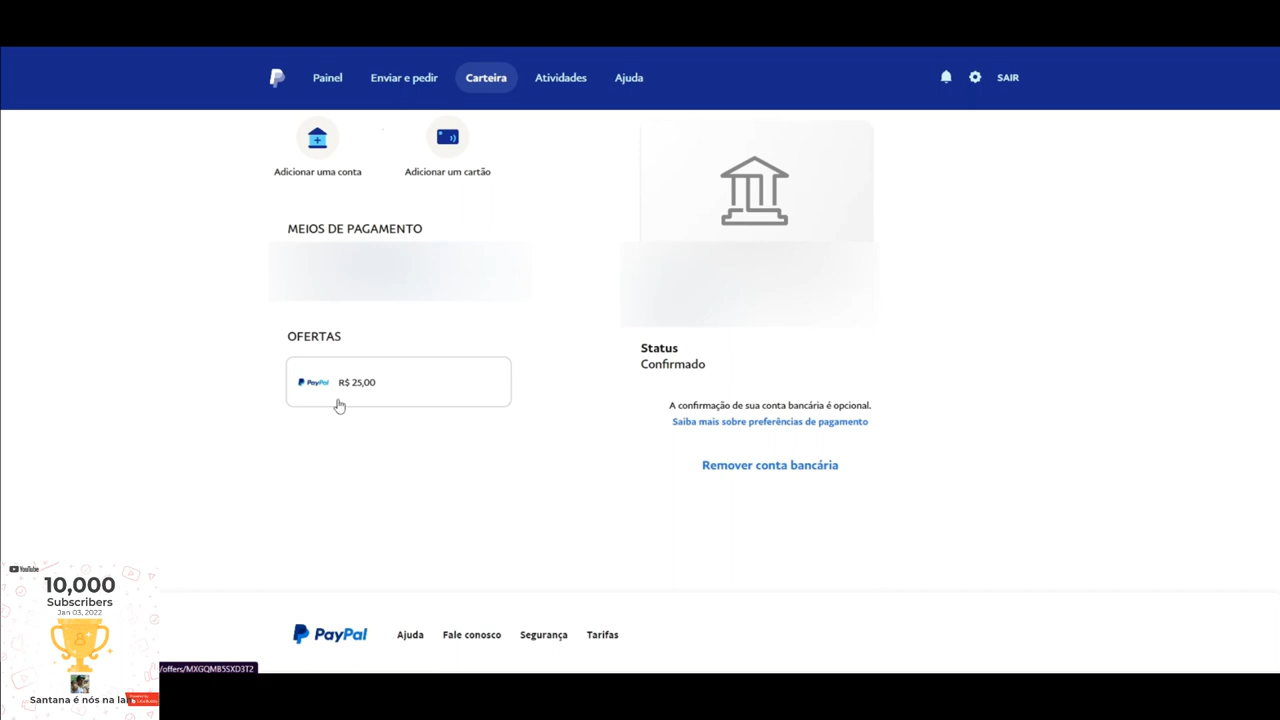 Painel Enviar e pedir Carteira Atividades Ajuda SAIR
Adicionar uma conta Adicionar um cartão
MEIOS DE PAGAMENTO
OFERTAS
PayPal R$ 25,00
Status
Confirmado
A confirmação de sua conta bancária é opcional.
Saiba mais sobre preferências de pagamento
Remover conta bancária
YouTube
10,000
Subscribers
Jan 03, 2022
Santana é nós na la
PayPal Ajuda Fale conosco Segurança Tarifas
/offers/MXGQMB5SXD3T2